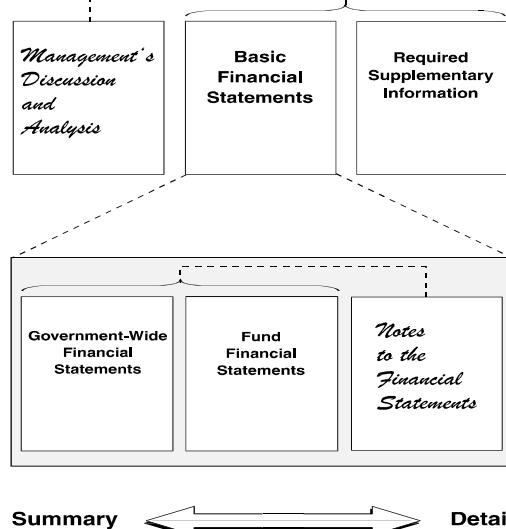 Management's
Discussion
and
Analysis
Basic
Financial
Statements
Required
Supplementary
Information
Government-Wide
Financial
Statements
Fund
Financial
Statements
Notes
to the
Financial
Statements
Summary
Detai